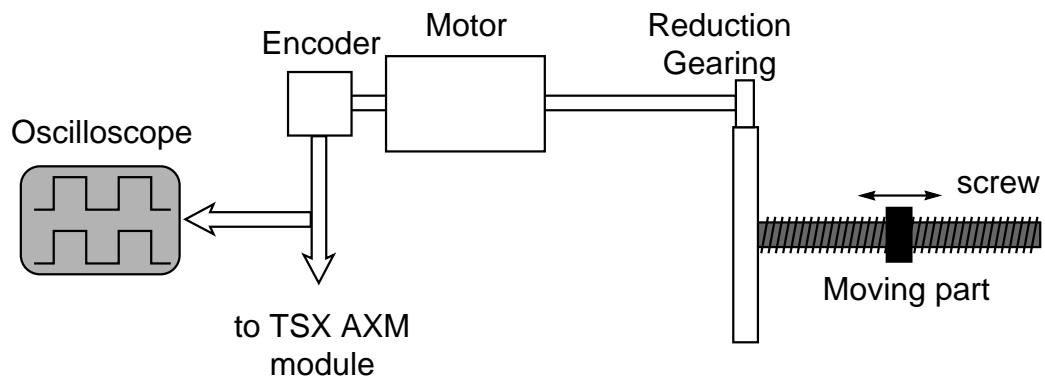 Motor
Reduction
Gearing
Encoder
Oscilloscope
screw
Moving part
to TSX AXM
module